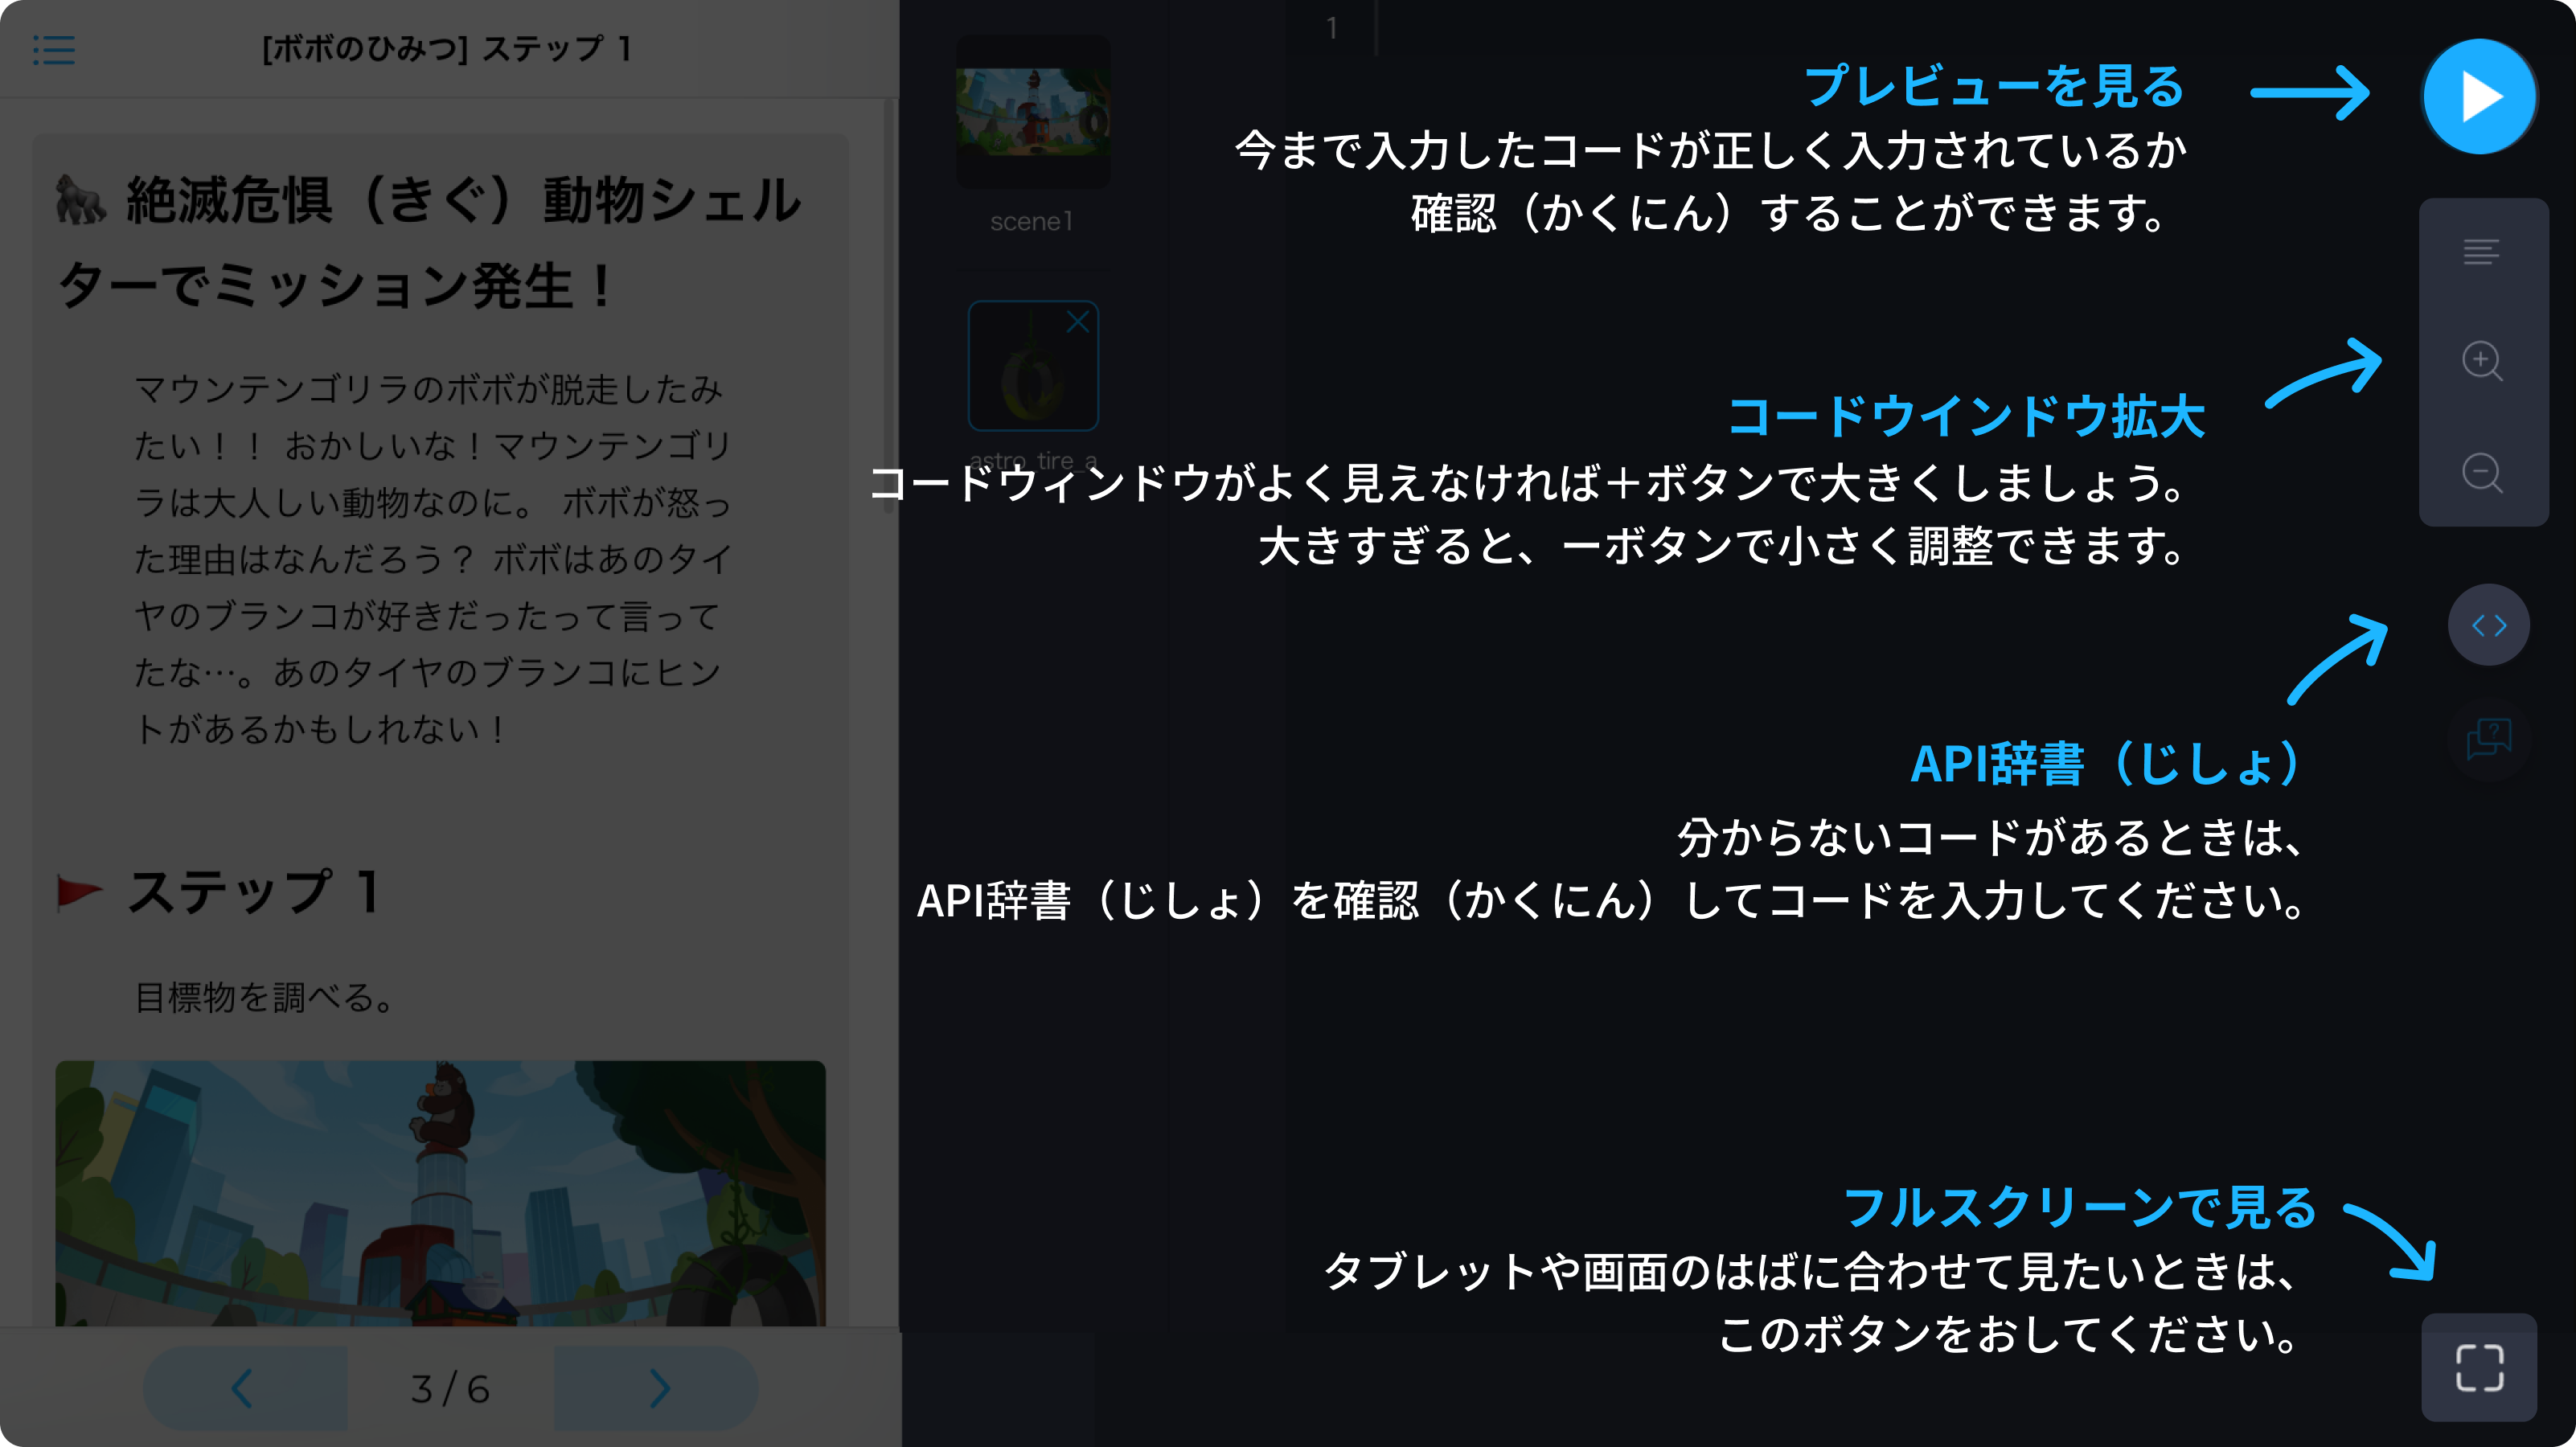 [ボボのひみつ] ステップ 1
絶滅危惧（きぐ）動物シェル
ターでミッション発生！
マウンテンゴリラのボボが脱走したみ
たい！！ おかしいな！マウンテンゴリ
ラは大人しい動物なのに。 ボボが怒っ
た理由はなんだろう？ ボボはあのタイ
ヤのブランコが好きだったって言って
たな…。あのタイヤのブランコにヒン
トがあるかもしれない！
ステップ 1
目標物を調べる。
3 / 6
scene1
astro_tire_a
1
プレビューを見る
今まで入力したコードが正しく入力されているか
確認（かくにん）することができます。
コードウインドウ拡大
コードウィンドウがよく見えなければ＋ボタンで大きくしましょう。
大きすぎると、ーボタンで小さく調整できます。
API辞書（じしょ）
分からないコードがあるときは、
API辞書（じしょ）を確認（かくにん）してコードを入力してください。
フルスクリーンで見る
タブレットや画面のはばに合わせて見たいときは、
このボタンをおしてください。